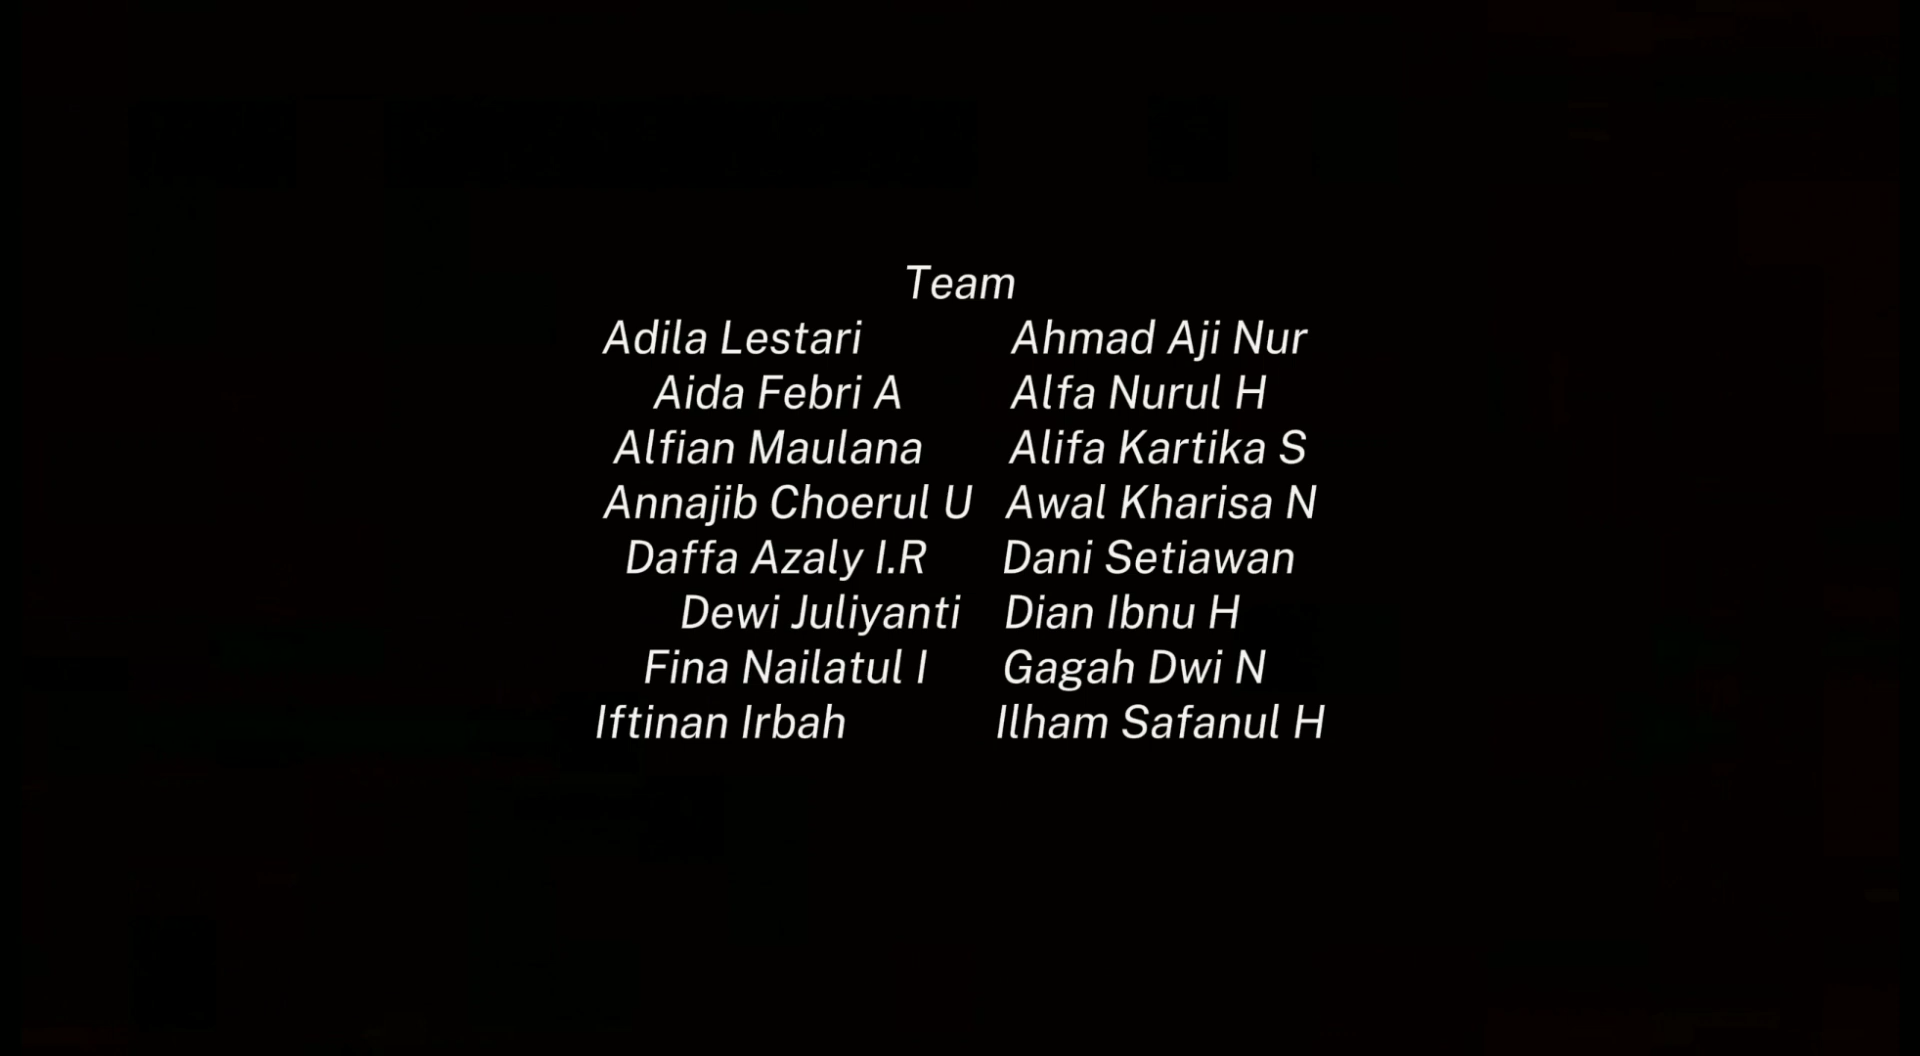 Team
Adila Lestari Ahmad Aji Nur
Aida Febri A Alfa Nurul H
Alfian Maulana Alifa Kartika S
Annajib Choerul U Awal Kharisa N
Daffa Azaly I.R Dani Setiawan
Dewi Juliyanti Dian Ibnu H
Fina Nailatul I Gagah Dwi N
Iftinan Irbah Ilham Safanul H